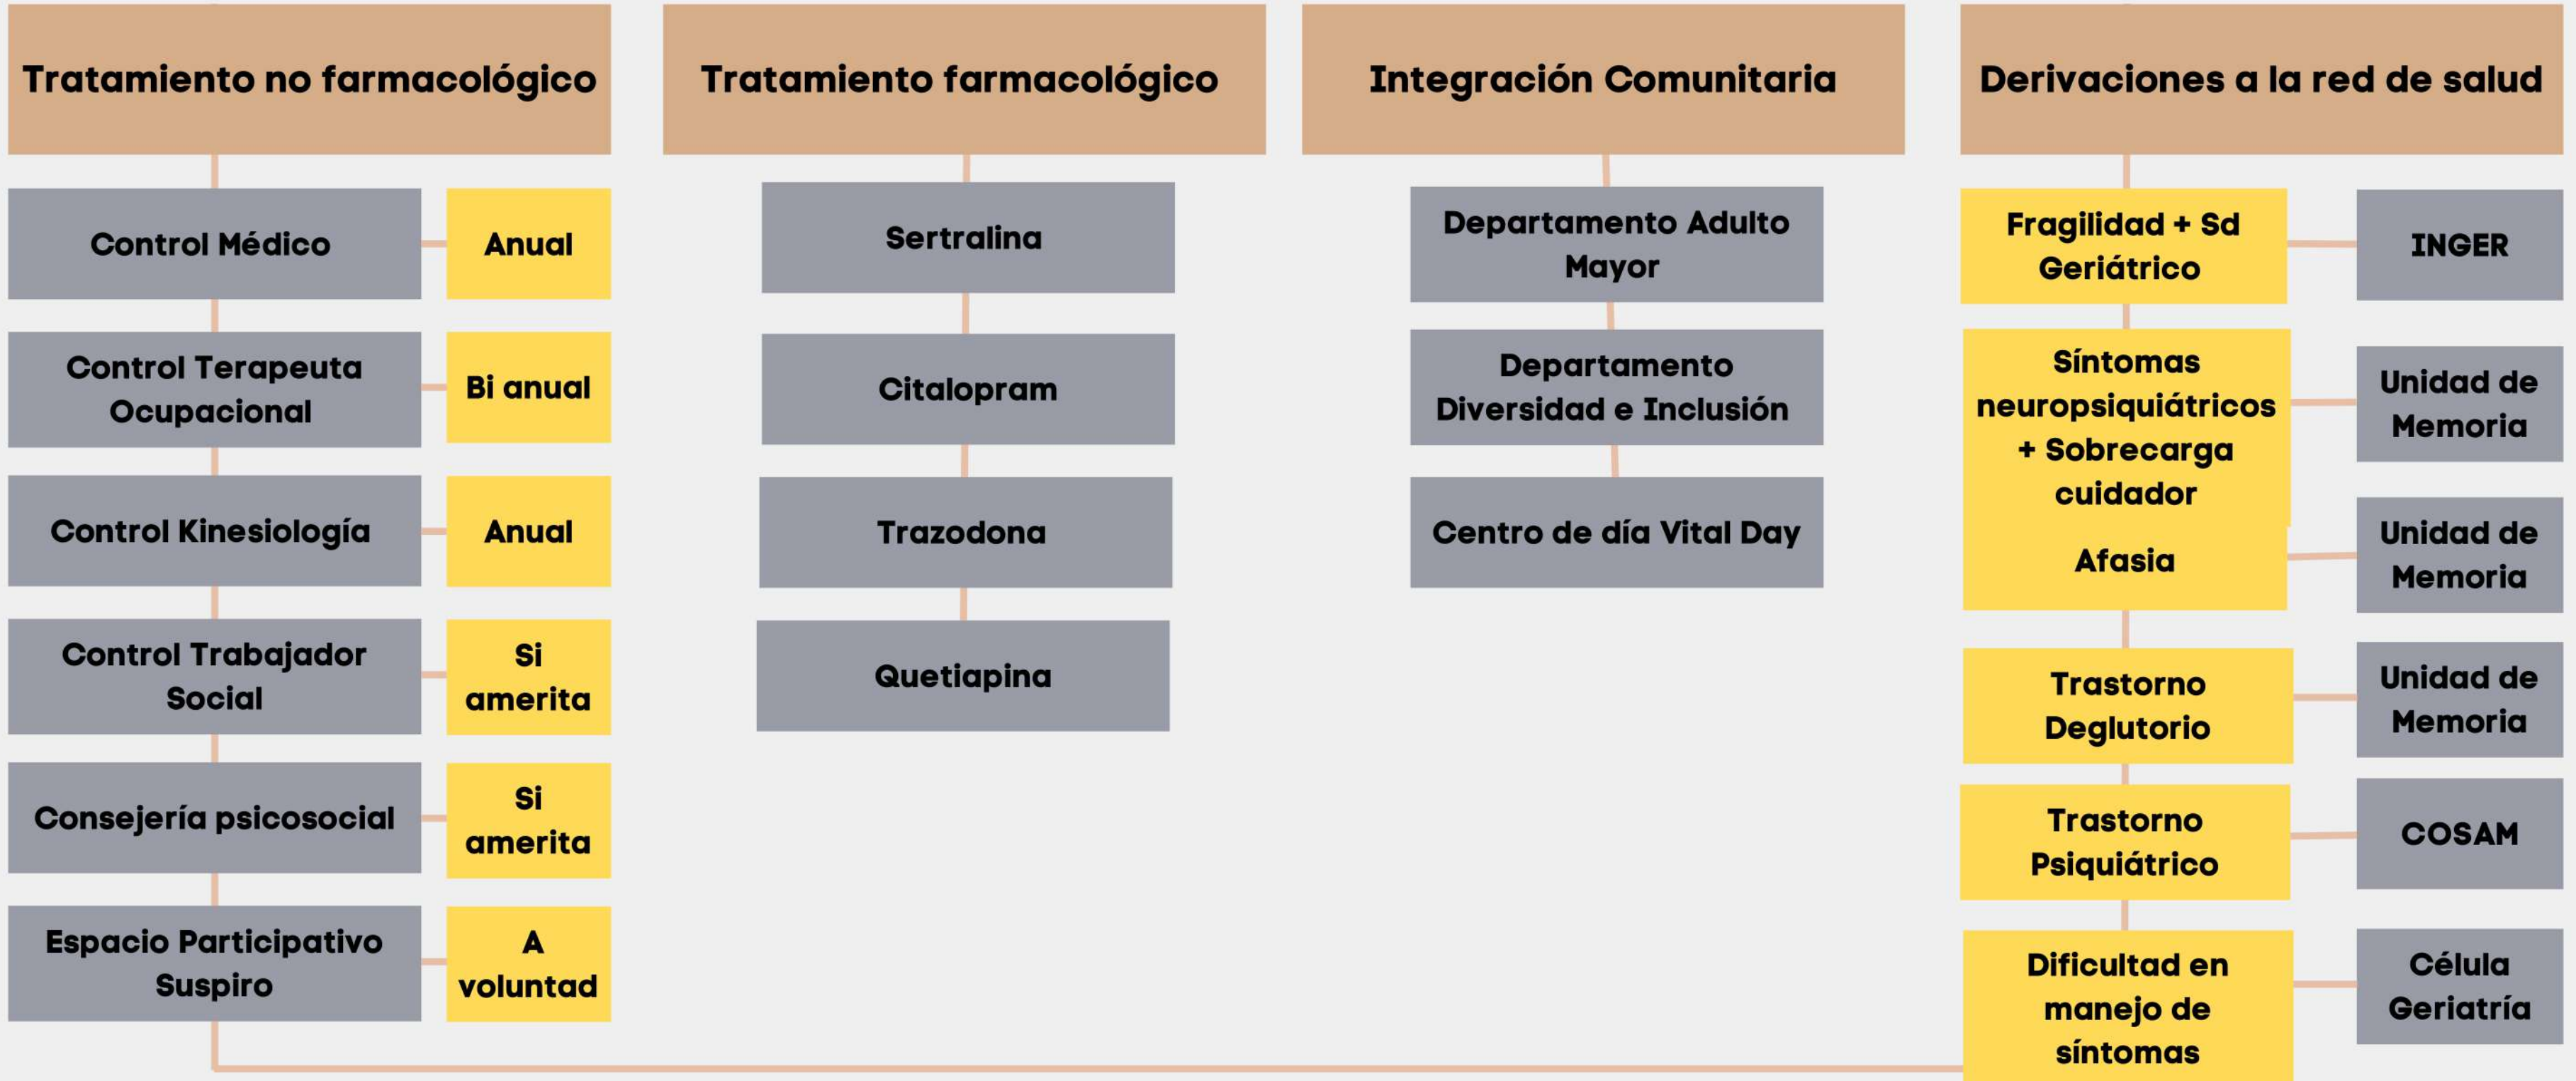 Tratamiento no farmacológico
Control Médico
Anual
Control Terapeuta
Ocupacional
Bi anual
Control Kinesiología
Anual
Control Trabajador
Social
Si
amerita
Consejería psicosocial
Si
amerita
Espacio Participativo
Suspiro
A
voluntad
Tratamiento farmacológico
Sertralina
Citalopram
Trazodona
Quetiapina
Integración Comunitaria
Departamento Adulto
Mayor
Departamento
Diversidad e Inclusión
Centro de día Vital Day
Derivaciones a la red de salud
Fragilidad + Sd
Geriátrico
INGER
Síntomas
neuropsiquiátricos
+ Sobrecarga
cuidador
Unidad de
Memoria
Afasia
Unidad de
Memoria
Trastorno
Deglutorio
Unidad de
Memoria
Trastorno
Psiquiátrico
COSAM
Dificultad en
manejo de
síntomas
Célula
Geriatría